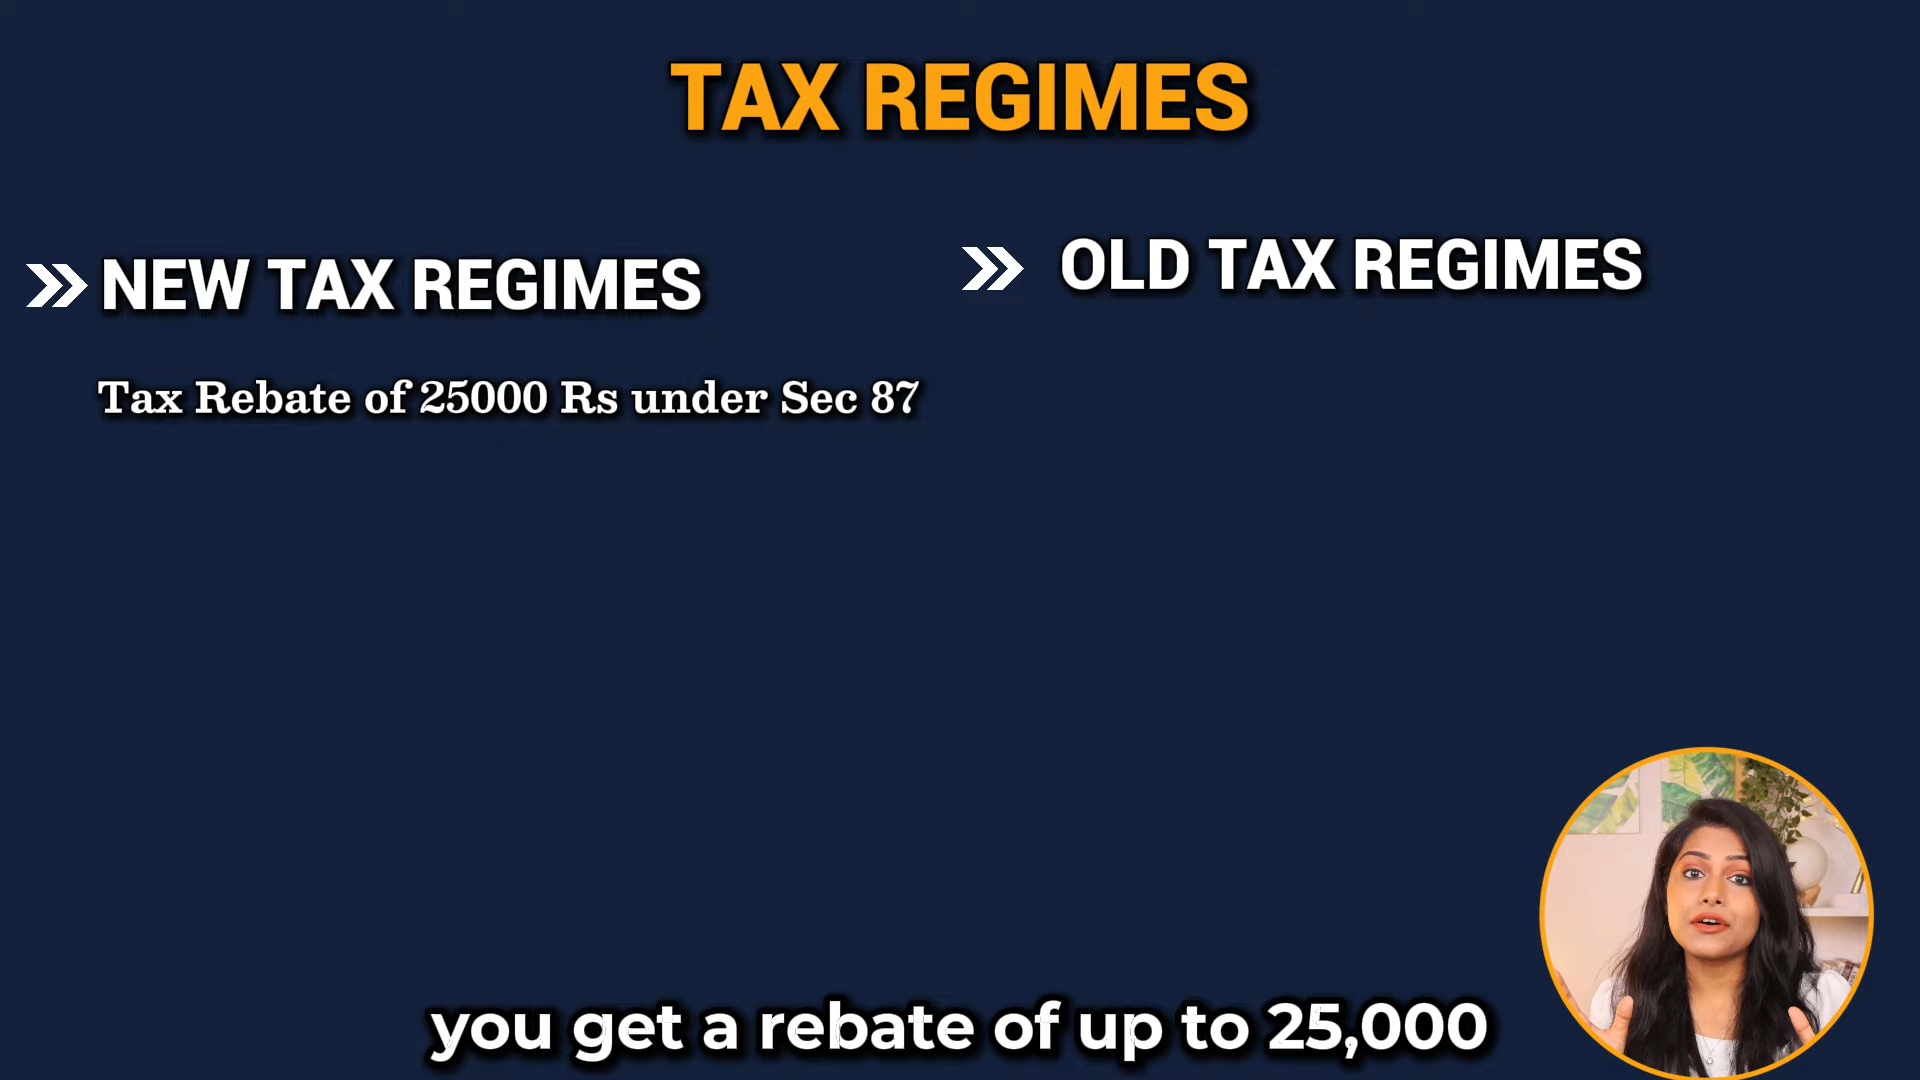 TAX REGIMES
NEW TAX REGIMES
Tax Rebate of 25000 Rs under Sec 87
OLD TAX REGIMES
you get a rebate of up to 25,000